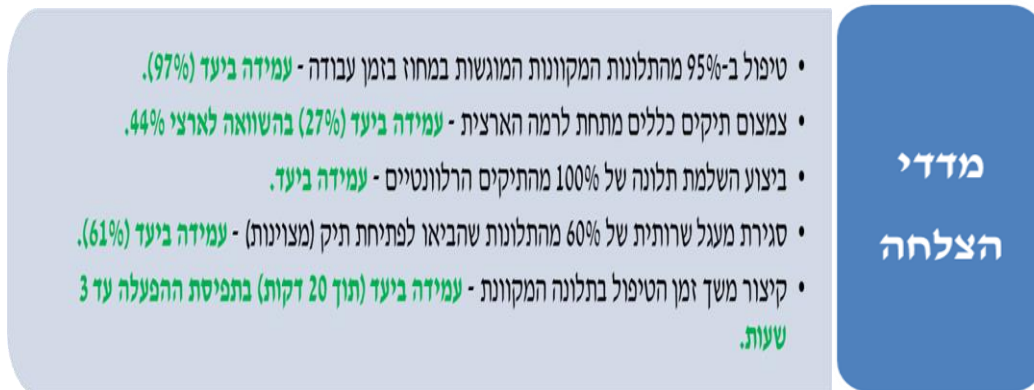 מדדי
הצלחה
• טיפול ב-95% מהתלונות המקוונות המוגשות במחוז בזמן עבודה - עמידה ביעד (97%).
• צמצום תיקים כללים מתחת לרמה הארצית - עמידה ביעד (27%) בהשוואה לארצי 44%.
• ביצוע השלמת תלונה של 100% מהתיקים הרלוונטיים - עמידה ביעד.
• סגירת מעגל שרותית של 60% מהתלונות שהביאו לפתיחת תיק (מצוינות) - עמידה ביעד (61%).
• קיצור משך זמן הטיפול בתלונה המקוונת - עמידה ביעד (תוך 20 דקות) בתפיסת ההפעלה עד 3
שעות.